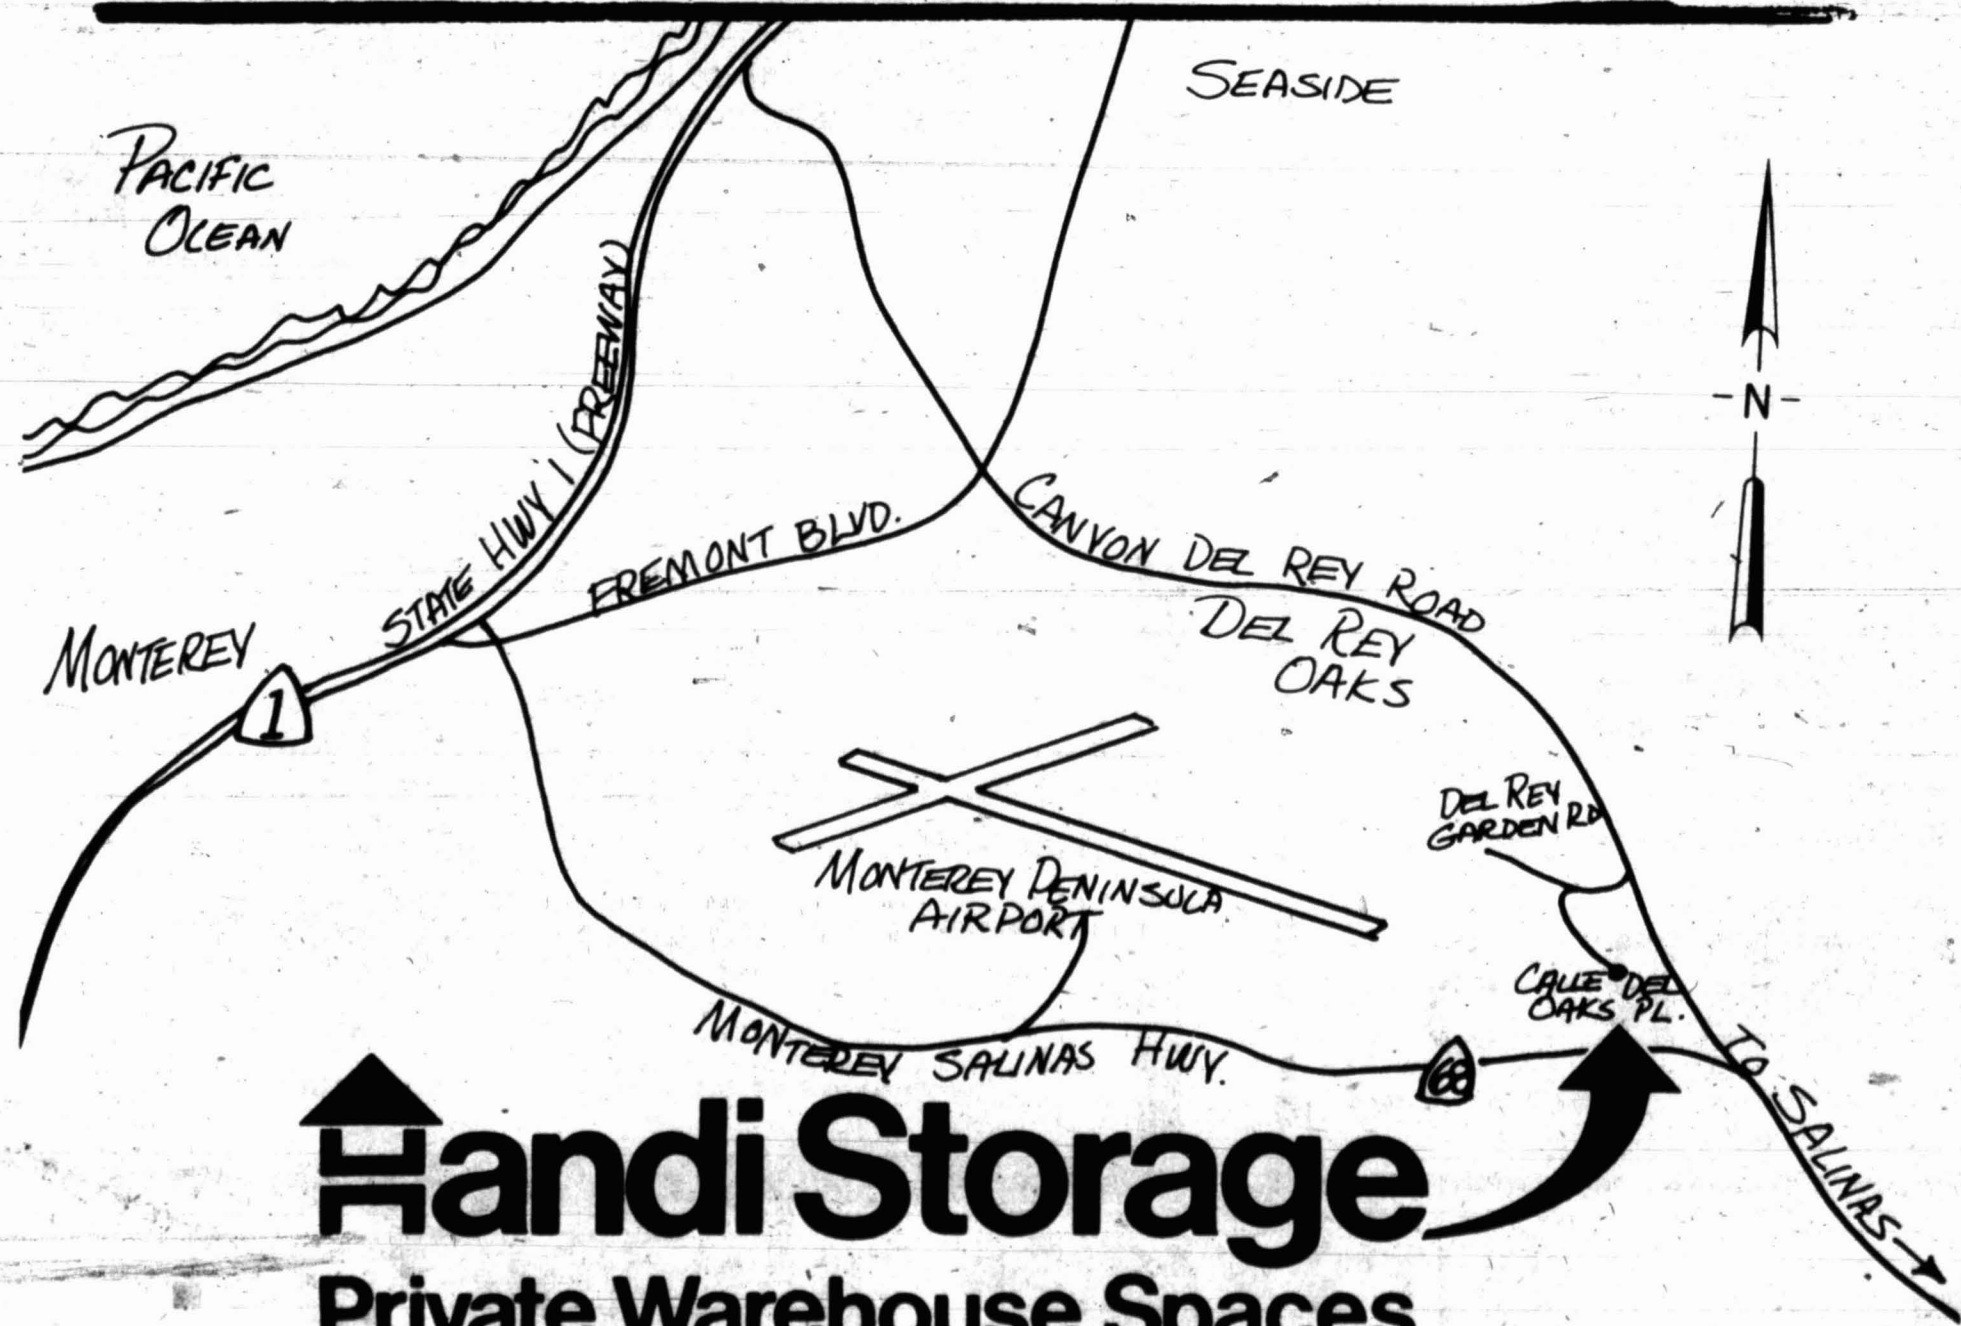 SEASIDE
PACIFIC
OCEAN
STATE HWY 1 (FREEWAY)
- N -
FREMONT BLVD.
CANYON DEL REY ROAD
DEL REY
OAKS
MONTEREY
1
DEL REY
GARDEN RD
MONTEREY PENINSULA
AIRPORT
CALLE DEL
OAKS PL.
MONTEREY SALINAS HWY.
68
TO SALINAS
Handi Storage
Private Warehouse Spaces